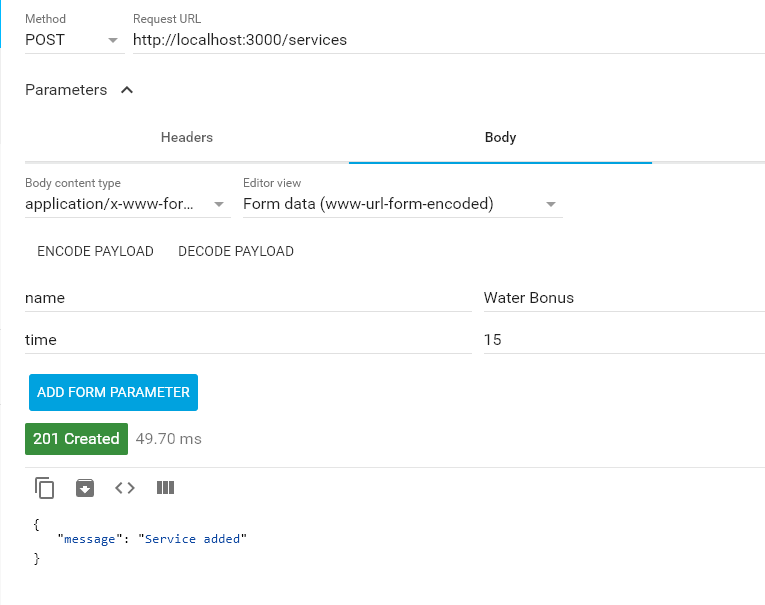 Method Request URL
POST http://localhost:3000/services
Parameters
Headers Body
Body content type Editor view
application/x-www-for... Form data (www-url-form-encoded)
ENCODE PAYLOAD DECODE PAYLOAD
name Water Bonus
time 15
ADD FORM PARAMETER
201 Created 49.70 ms
{
"message": "Service added"
}